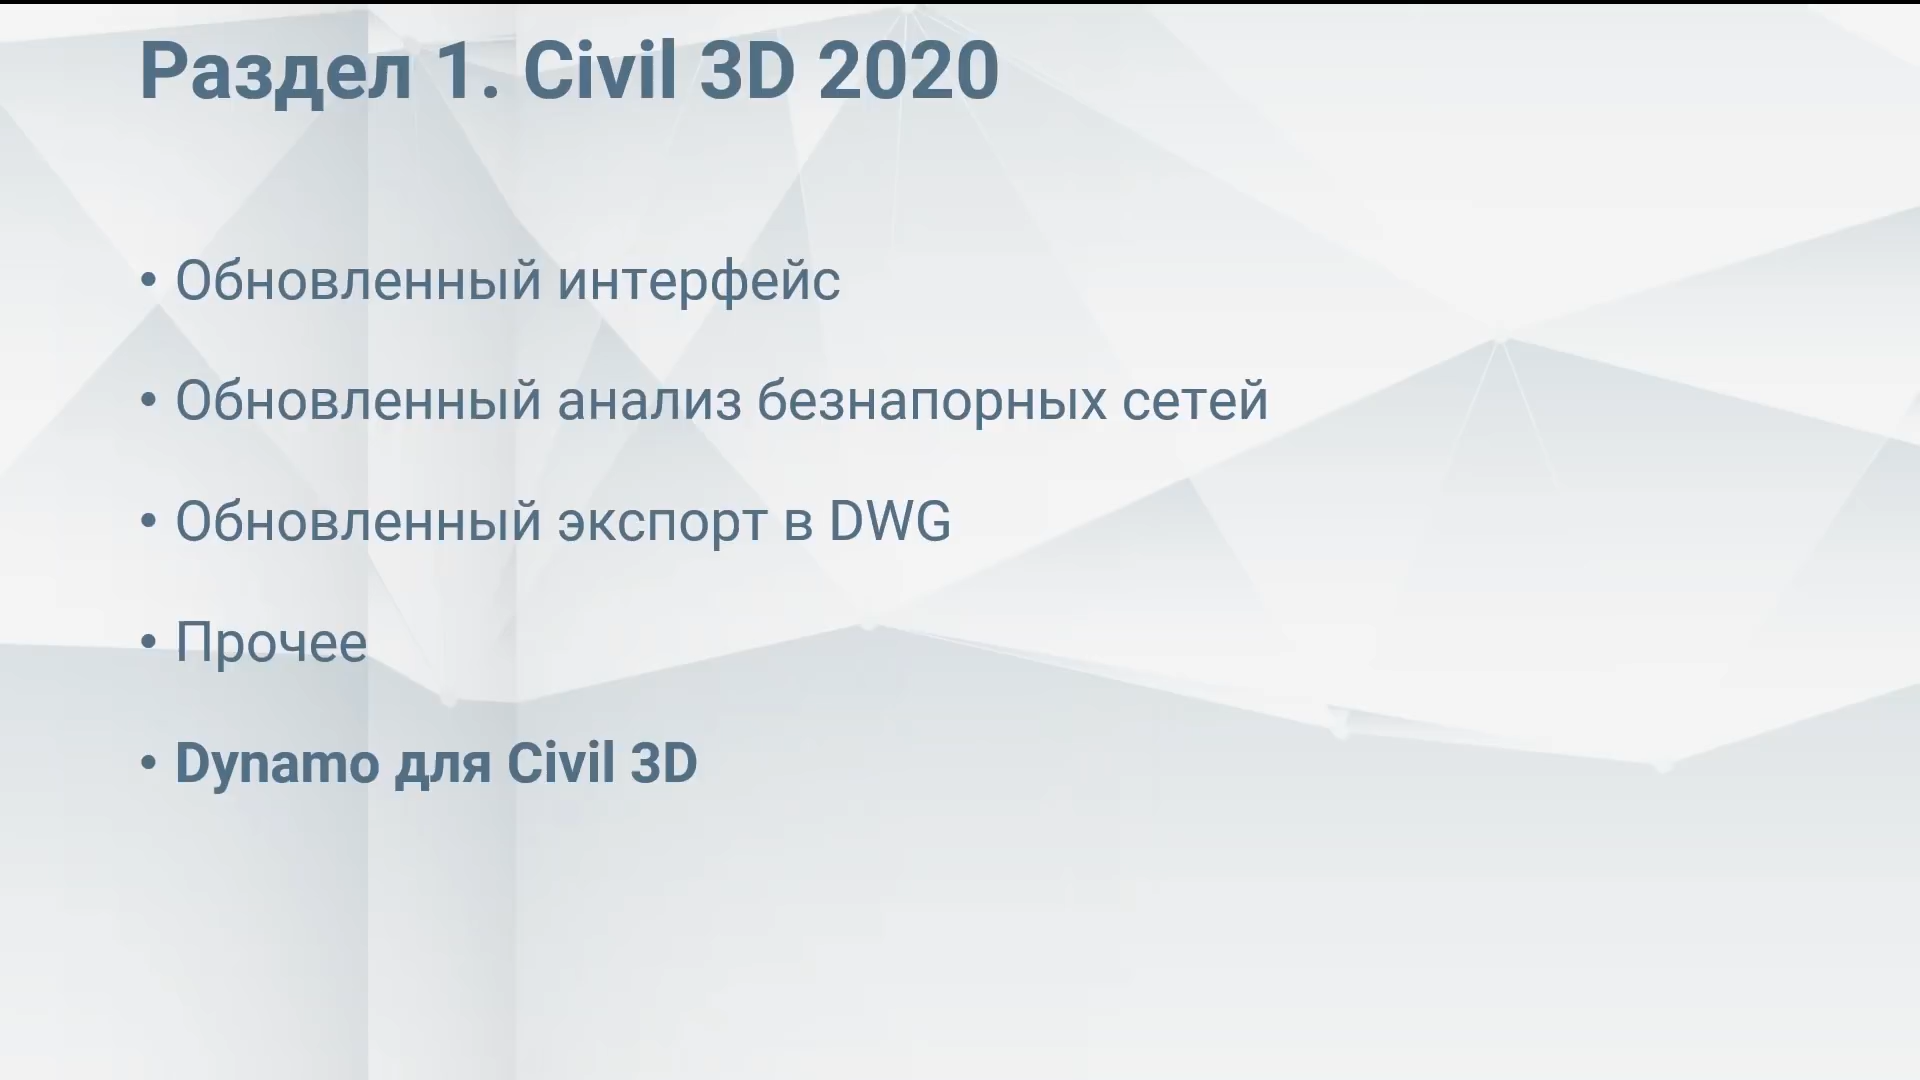 Раздел 1. Civil 3D 2020
• Обновленный интерфейс
• Обновленный анализ безнапорных сетей
• Обновленный экспорт в DWG
• Прочее
• Dynamo для Civil 3D